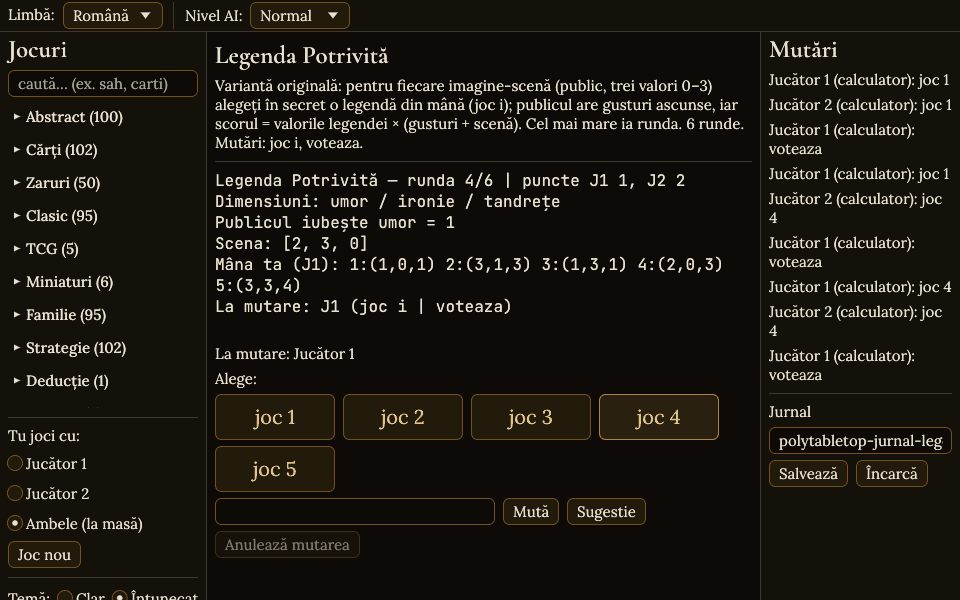 Limbă: Română Nivel AI: Normal
Jocuri
caută... (ex. sah, carti)
Abstract (100)
Cărți (102)
Zaruri (50)
Clasic (95)
TCG (5)
Miniaturi (6)
Familie (95)
Strategie (102)
Deducție (1)
Tu joci cu:
Jucător 1
Jucător 2
Ambele (la masă)
Joc nou
Temă: Clar Întunecat
Legenda Potrivită
Variantă originală: pentru fiecare imagine-scenă (public, trei valori 0–3)
alegeți în secret o legendă din mână (joc i); publicul are gusturi ascunse, iar
scorul = valorile legendei × (gusturi + scenă). Cel mai mare ia runda. 6 runde.
Mutări: joc i, voteaza.
Legenda Potrivită — runda 4/6 | puncte J1 1, J2 2
Dimensiuni: umor / ironie / tandrețe
Publicul iubește umor = 1
Scena: [2, 3, 0]
Mâna ta (J1): 1:(1,0,1) 2:(3,1,3) 3:(1,3,1) 4:(2,0,3)
5:(3,3,4)
La mutare: J1 (joc i | voteaza)
La mutare: Jucător 1
Alege:
joc 1 joc 2 joc 3 joc 4
joc 5
Mută Sugestie
Anulează mutarea
Mutări
Jucător 1 (calculator): joc 1
Jucător 2 (calculator): joc 1
Jucător 1 (calculator):
voteaza
Jucător 1 (calculator): joc 1
Jucător 2 (calculator): joc
4
Jucător 1 (calculator):
voteaza
Jucător 1 (calculator): joc 4
Jucător 2 (calculator): joc
4
Jucător 1 (calculator):
voteaza
Jurnal
polytabletop-jurnal-leg
Salvează Încarcă